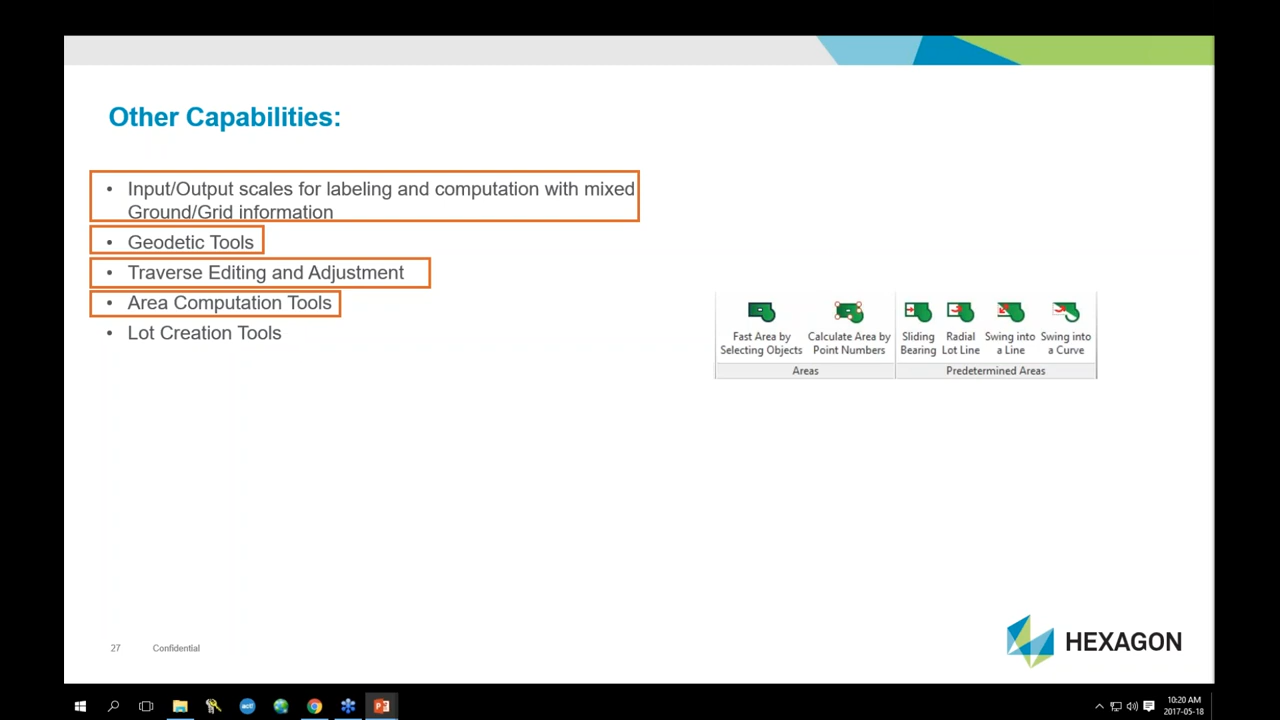 Other Capabilities:
• Input/Output scales for labeling and computation with mixed
Ground/Grid information
• Geodetic Tools
• Traverse Editing and Adjustment
• Area Computation Tools
• Lot Creation Tools
Fast Area by
Selecting Objects
Calculate Area by
Point Numbers
Areas
Sliding
Bearing
Radial
Lot Line
Swing into
a Line
Swing into
a Curve
Predetermined Areas
27 Confidential
HEXAGON
act!
10:20 AM
2017-05-18